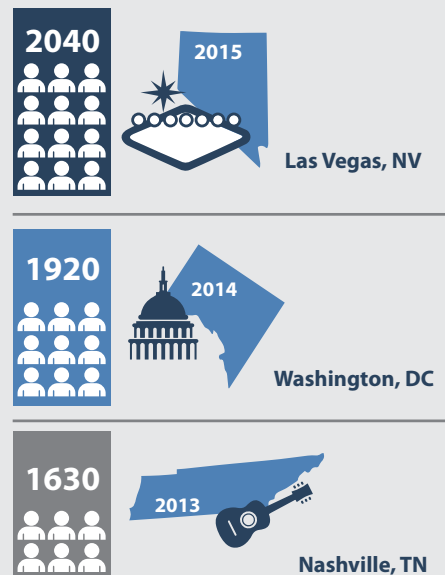 2040
2015
Las Vegas, NV
1920
2014
Washington, DC
1630
2013
Nashville, TN